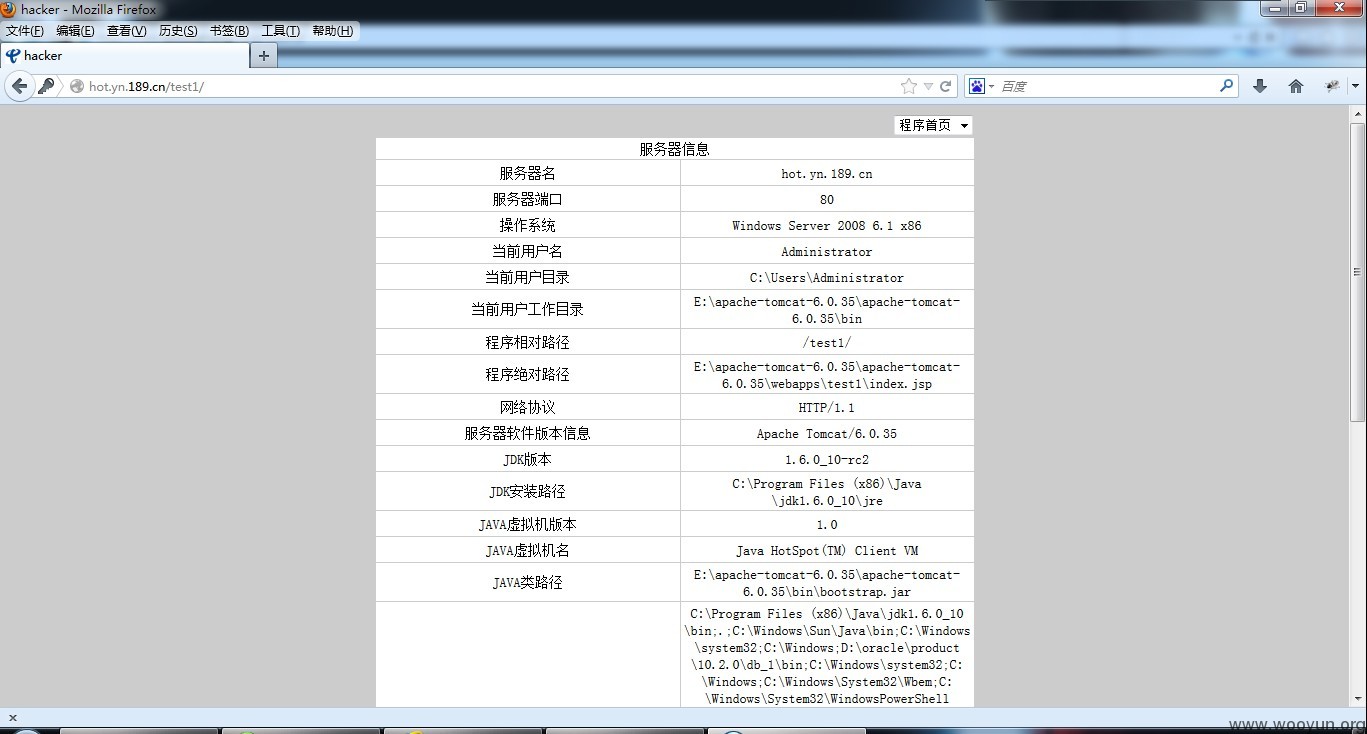 hacker - Mozilla Firefox
文件(F) 编辑(E) 查看(V) 历史(S) 书签(B) 工具(T) 帮助(H)
hacker
hot.yn.189.cn/test1/
百度
程序首页
服务器信息
服务器名 hot.yn.189.cn
服务器端口 80
操作系统 Windows Server 2008 6.1 x86
当前用户名 Administrator
当前用户目录 C:\Users\Administrator
当前用户工作目录 E:\apache-tomcat-6.0.35\apache-tomcat-
6.0.35\bin
程序相对路径 /test1/
程序绝对路径 E:\apache-tomcat-6.0.35\apache-tomcat-
6.0.35\webapps\test1\index.jsp
网络协议 HTTP/1.1
服务器软件版本信息 Apache Tomcat/6.0.35
JDK版本 1.6.0_10-rc2
JDK安装路径 C:\Program Files (x86)\Java
\jdk1.6.0_10\jre
JAVA虚拟机版本 1.0
JAVA虚拟机名 Java HotSpot(TM) Client VM
JAVA类路径 E:\apache-tomcat-6.0.35\apache-tomcat-
6.0.35\bin\bootstrap.jar
C:\Program Files (x86)\Java\jdk1.6.0_10
\bin;.;C:\Windows\Sun\Java\bin;C:\Windows
\system32;C:\Windows;D:\oracle\product
\10.2.0\db_1\bin;C:\Windows\system32;C:
\Windows;C:\Windows\System32\Wbem;C:
\Windows\System32\WindowsPowerShell
www.wooyun.org